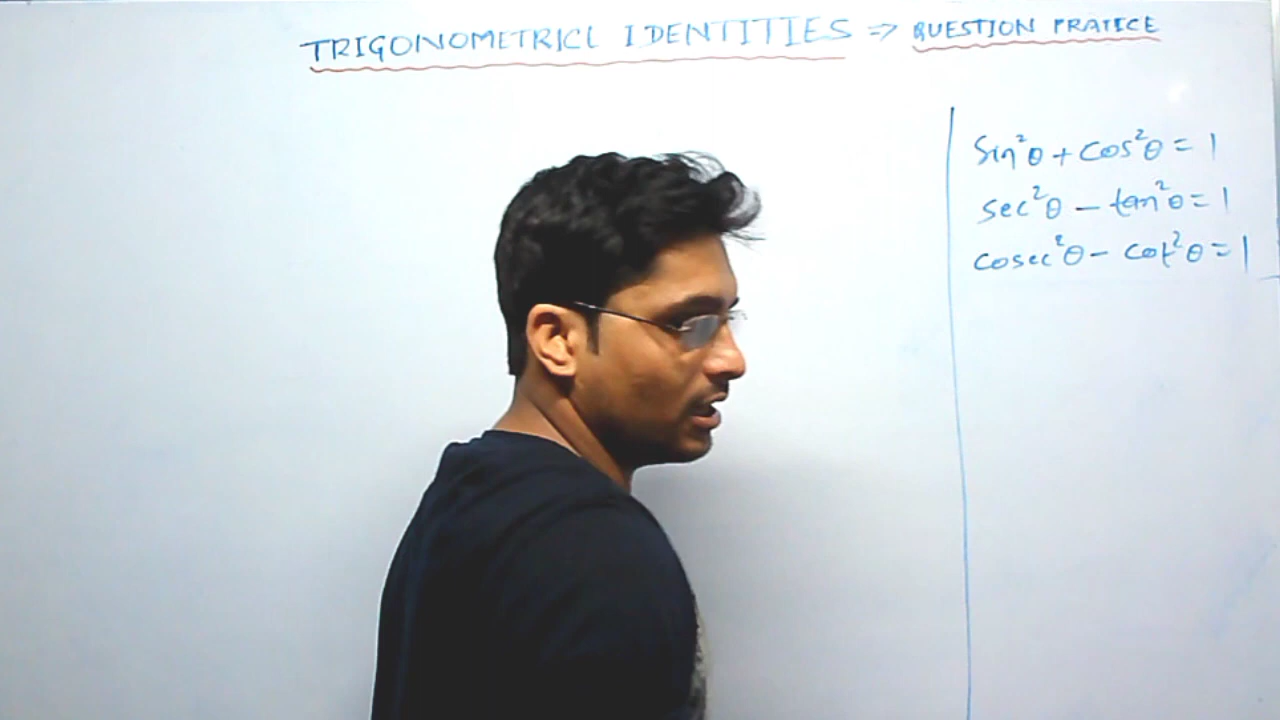 TRIGONOMETRICL IDENTITIES => QUESTION PRATICE
Sin²θ + cos²θ = 1
sec²θ - tan²θ = 1
cosec²θ - cot²θ = 1